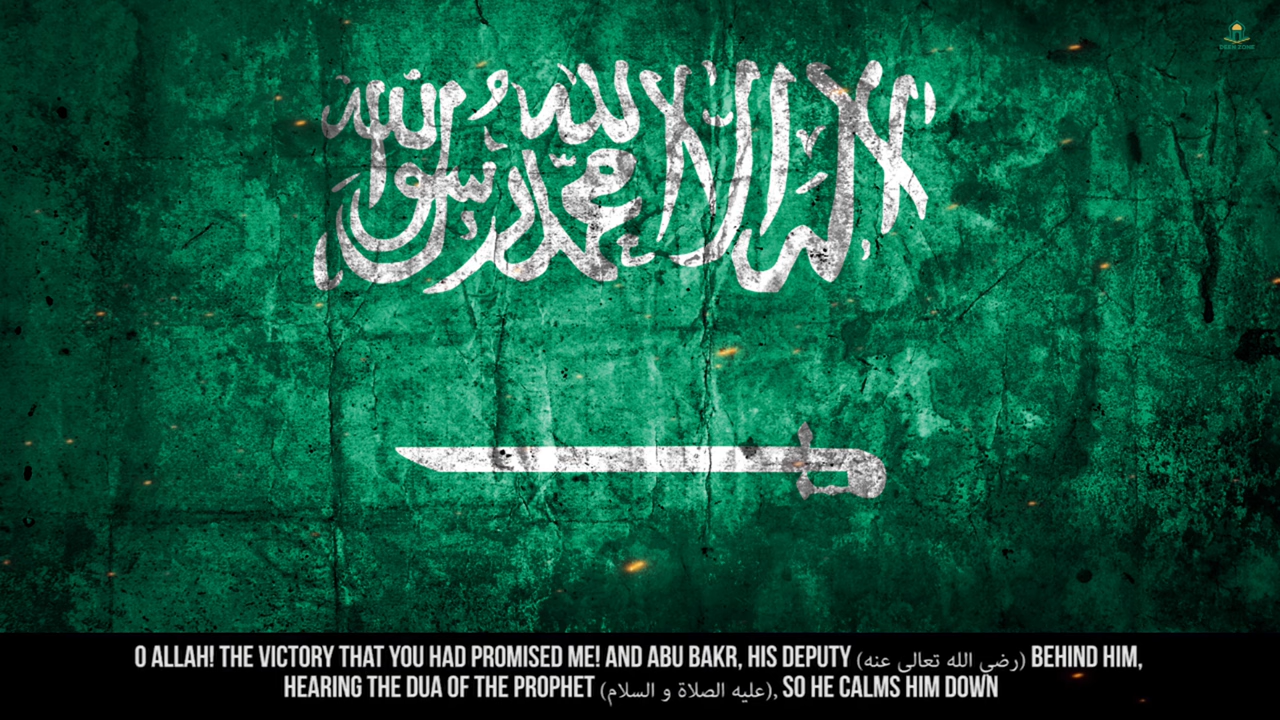 لا إله إلا الله محمد رسول الله
DEEN ZONE
O ALLAH! THE VICTORY THAT YOU HAD PROMISED ME! AND ABU BAKR, HIS DEPUTY (رضي الله تعالى عنه) BEHIND HIM,
HEARING THE DUA OF THE PROPHET (عليه الصلاة و السلام), SO HE CALMS HIM DOWN